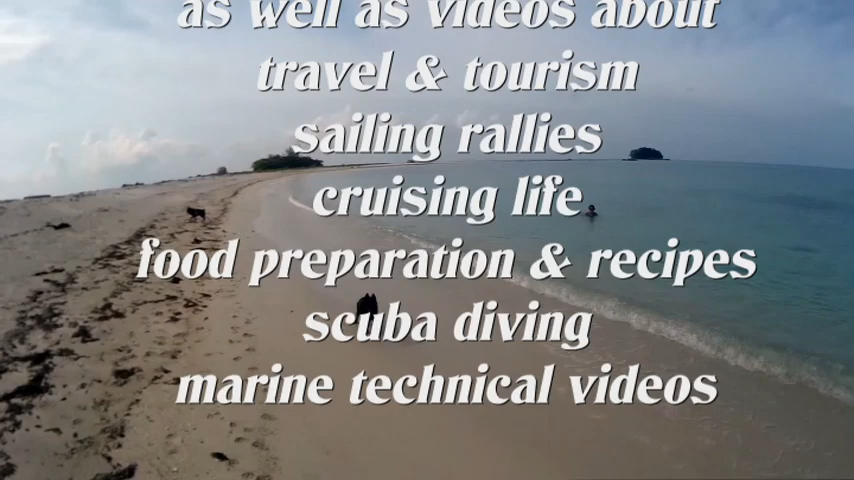 as well as videos about
travel & tourism
sailing rallies
cruising life
food preparation & recipes
scuba diving
marine technical videos